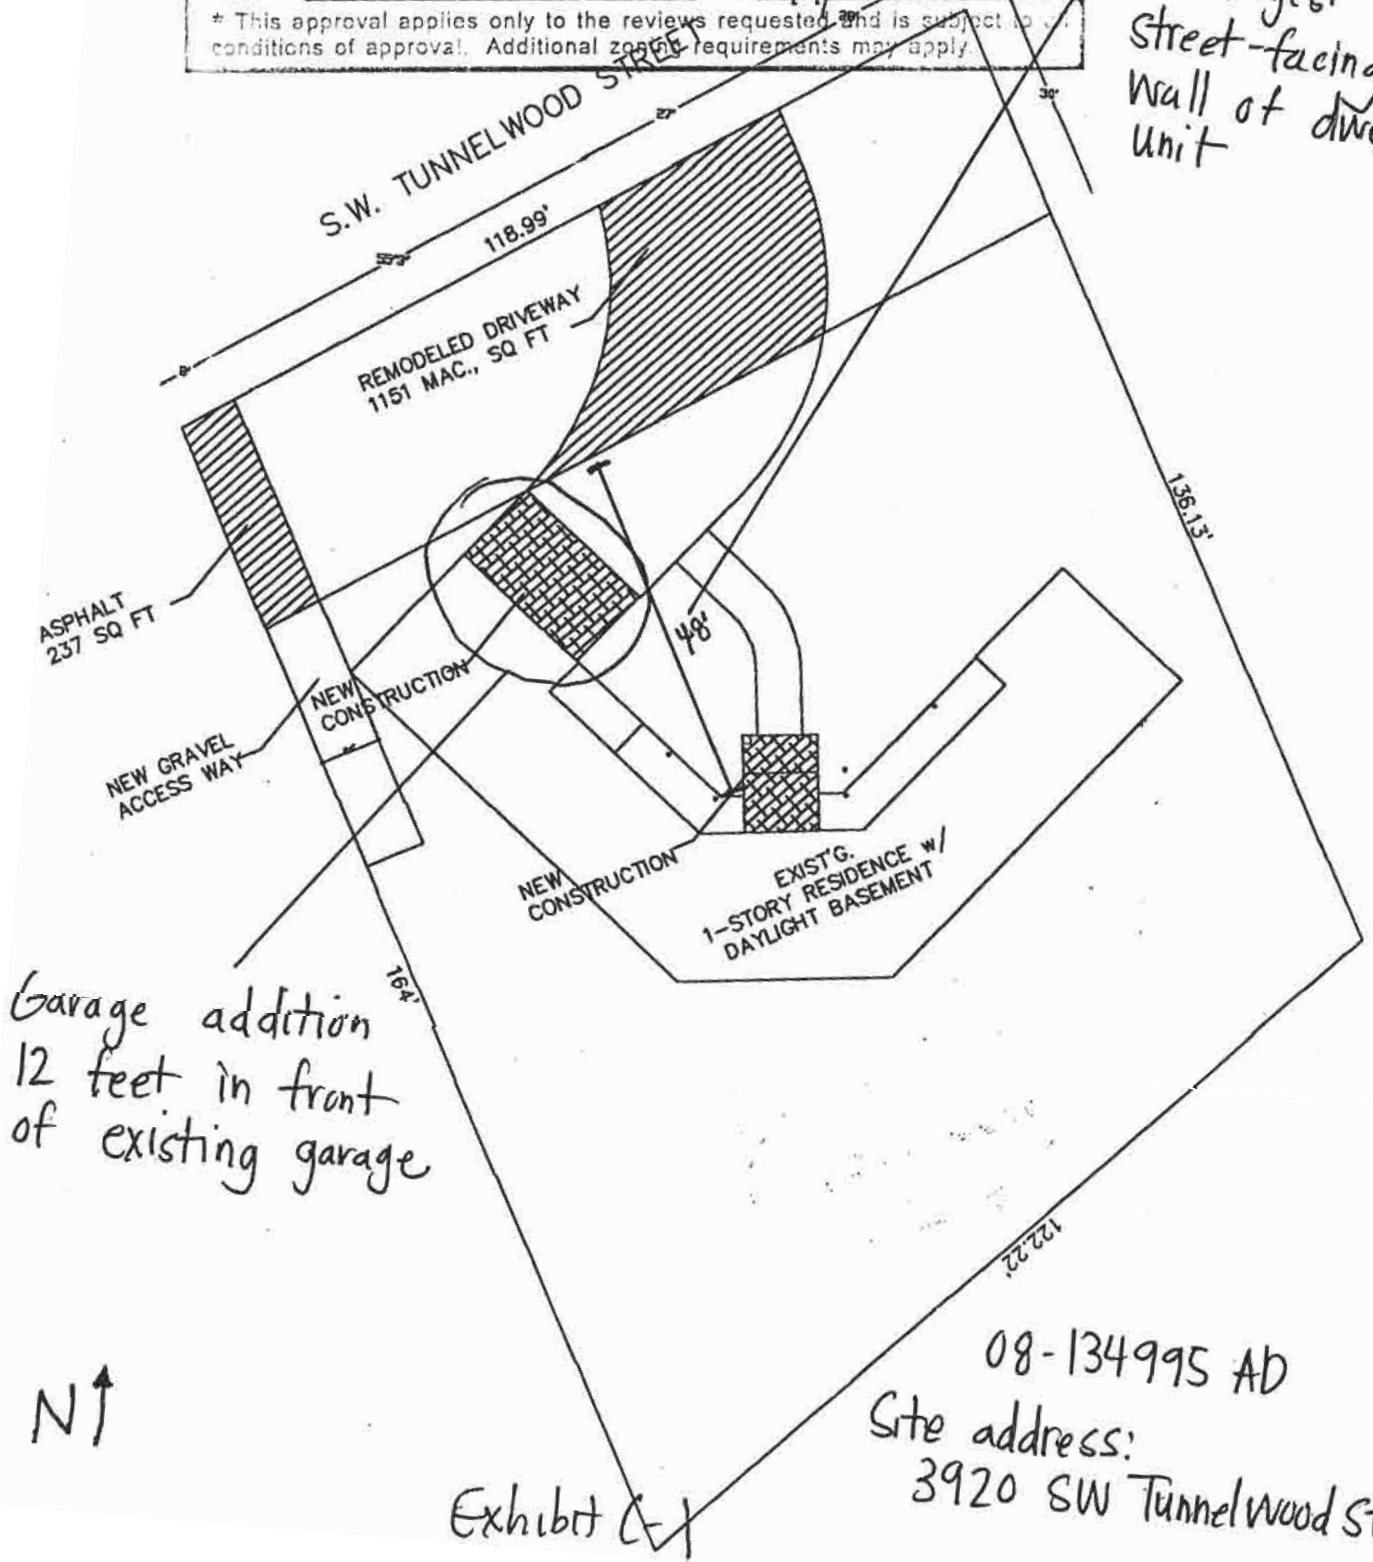 * This approval applies only to the reviews requested and is subject to all
conditions of approval. Additional zoning requirements may apply.
street-facing
wall of
unit
S.W. TUNNELWOOD STREET
30'
27'
118.99'
REMODELED DRIVEWAY
1151 MAC., SQ FT
136.13'
ASPHALT
237 SQ FT
48'
NEW
CONSTRUCTION
NEW GRAVEL
ACCESS WAY
NEW
CONSTRUCTION
EXIST'G.
1-STORY RESIDENCE w/
DAYLIGHT BASEMENT
164'
Garage addition
12 feet in front
of existing garage
122.22'
08-134995 AD
Site address:
3920 SW Tunnelwood St
N
Exhibit C-1